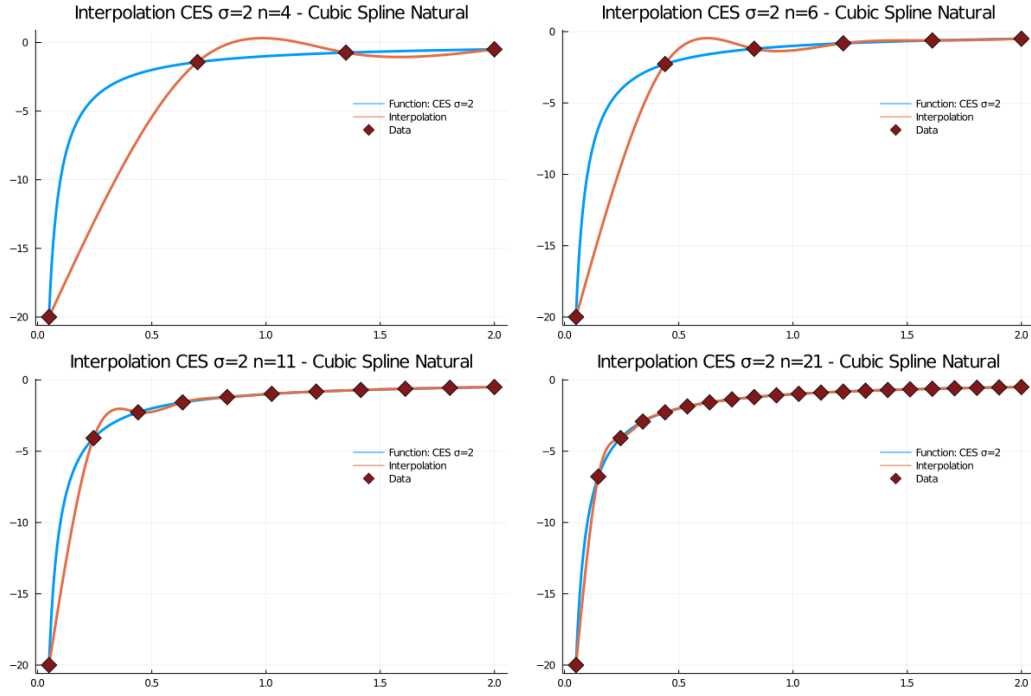 Interpolation CES σ=2 n=4 - Cubic Spline Natural
0
−5
−10
−15
−20
0.0 0.5 1.0 1.5 2.0
Function: CES σ=2
Interpolation
Data
Interpolation CES σ=2 n=6 - Cubic Spline Natural
0
−5
−10
−15
−20
0.0 0.5 1.0 1.5 2.0
Function: CES σ=2
Interpolation
Data
Interpolation CES σ=2 n=11 - Cubic Spline Natural
0
−5
−10
−15
−20
0.0 0.5 1.0 1.5 2.0
Function: CES σ=2
Interpolation
Data
Interpolation CES σ=2 n=21 - Cubic Spline Natural
0
−5
−10
−15
−20
0.0 0.5 1.0 1.5 2.0
Function: CES σ=2
Interpolation
Data